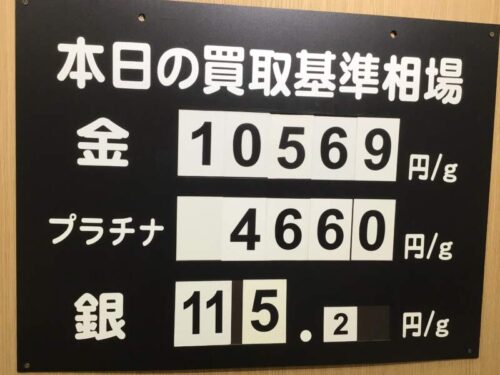 本日の買取基準相場
金 10569 円/g
プラチナ 4660 円/g
銀 115.2 円/g